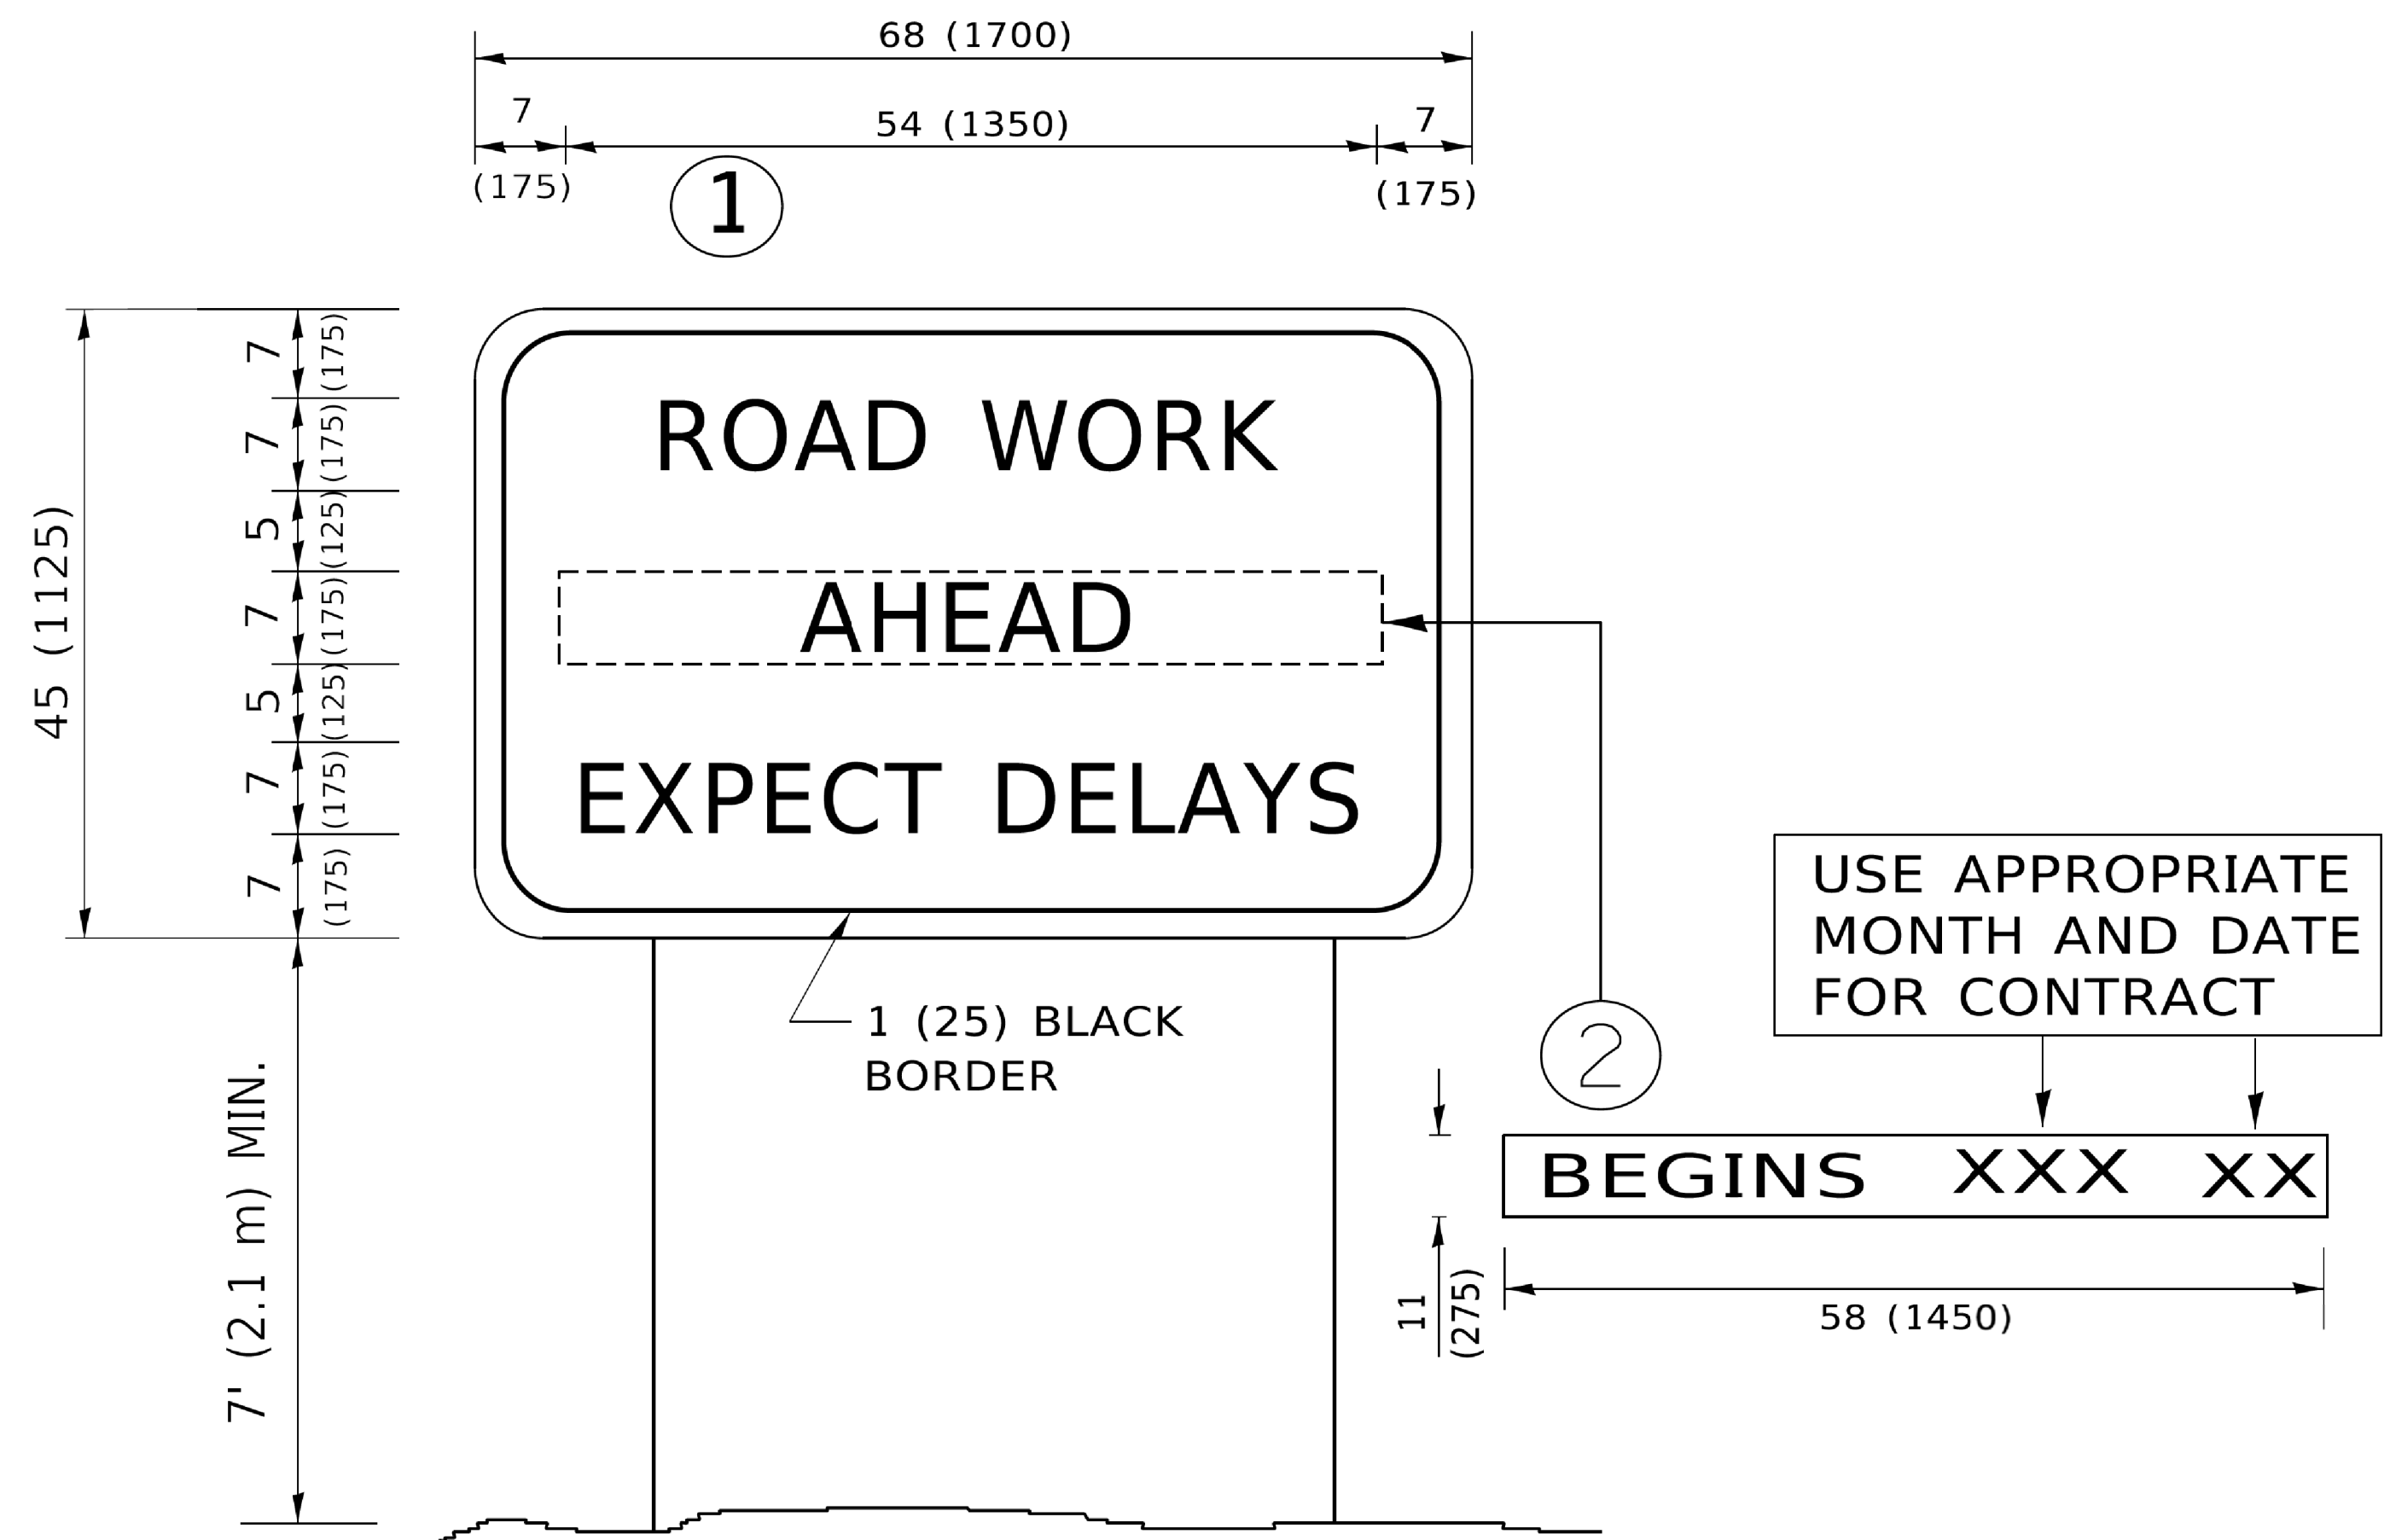 68 (1700)
7
54 (1350)
7
(175)
(175)
1
45 (1125)
7
(175)
7
(175)
5
(125)
7
(175)
5
(125)
7
(175)
7
(175)
ROAD WORK
AHEAD
EXPECT DELAYS
1 (25) BLACK
BORDER
7' (2.1 m) MIN.
2
USE APPROPRIATE
MONTH AND DATE
FOR CONTRACT
BEGINS XXX XX
11
(275)
58 (1450)